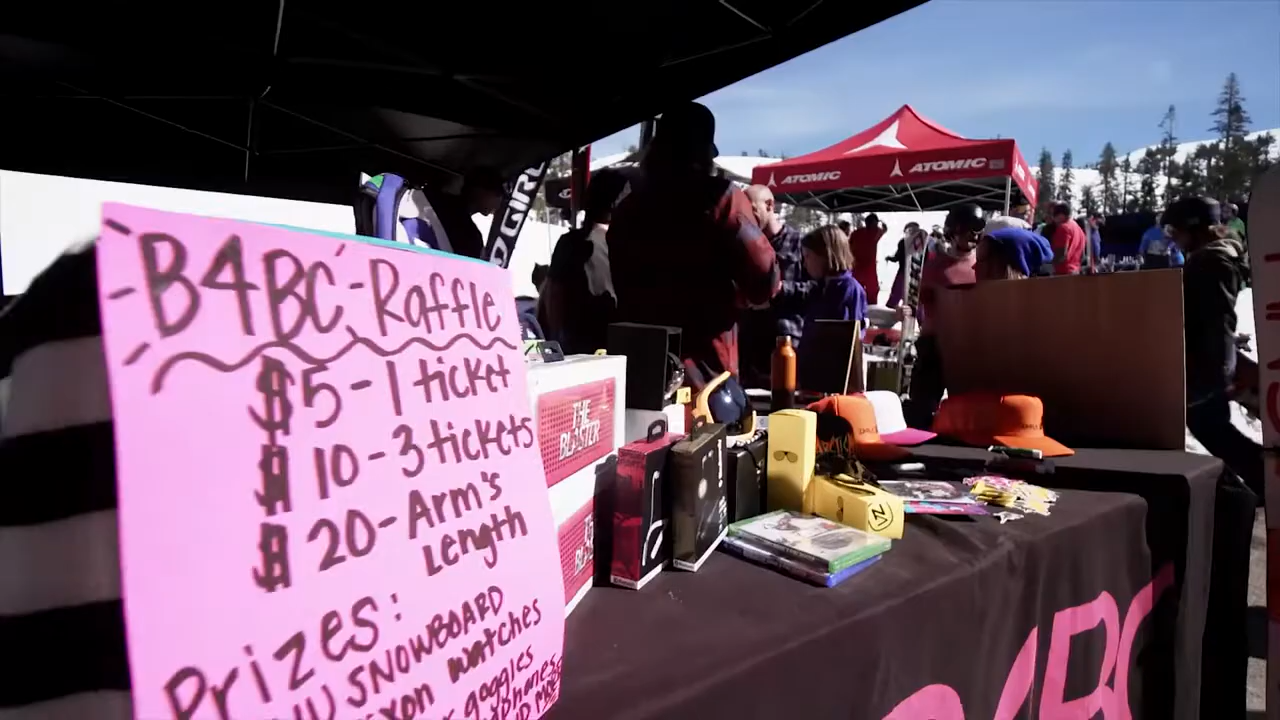 B4BC-Raffle
$5-1 ticket
$10-3 tickets
$20-Arm's
Length
Prizes:
SNOWBOARD
watches
goggles
THE
BLASTER
ATOMIC
ATOMIC
GIRL